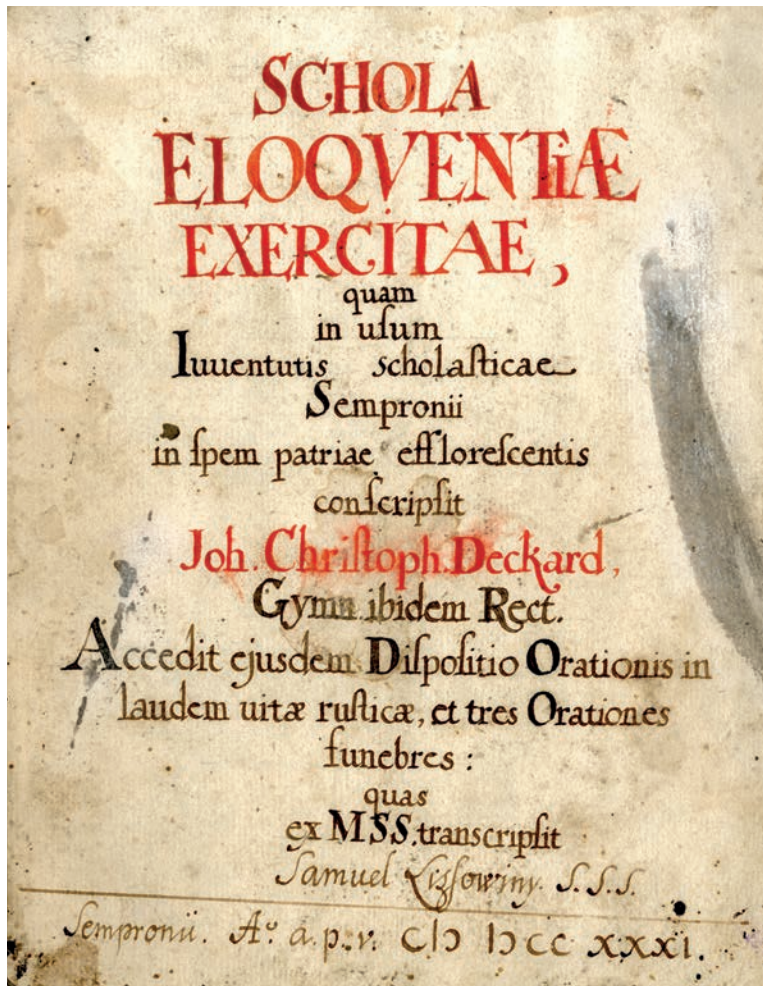 SCHOLA
ELOQVENTIÆ
EXERCITAE,
quam
in uſum
Iuuentutis ſcholaſticae
Sempronii
in ſpem patriae effloreſcentis
conſcripſit
Joh. Chriſtoph. Deckard,
Gymn. ibidem Rect.
Accedit ejusdem Diſpoſitio Orationis in
laudem uitæ ruſticæ, et tres Orationes
funebres:
quas
ex MSS. transcripſit
Samuel S.S.S.
Sempronii. Aº. a. p. v. CIↃ IↃCC XXXI.